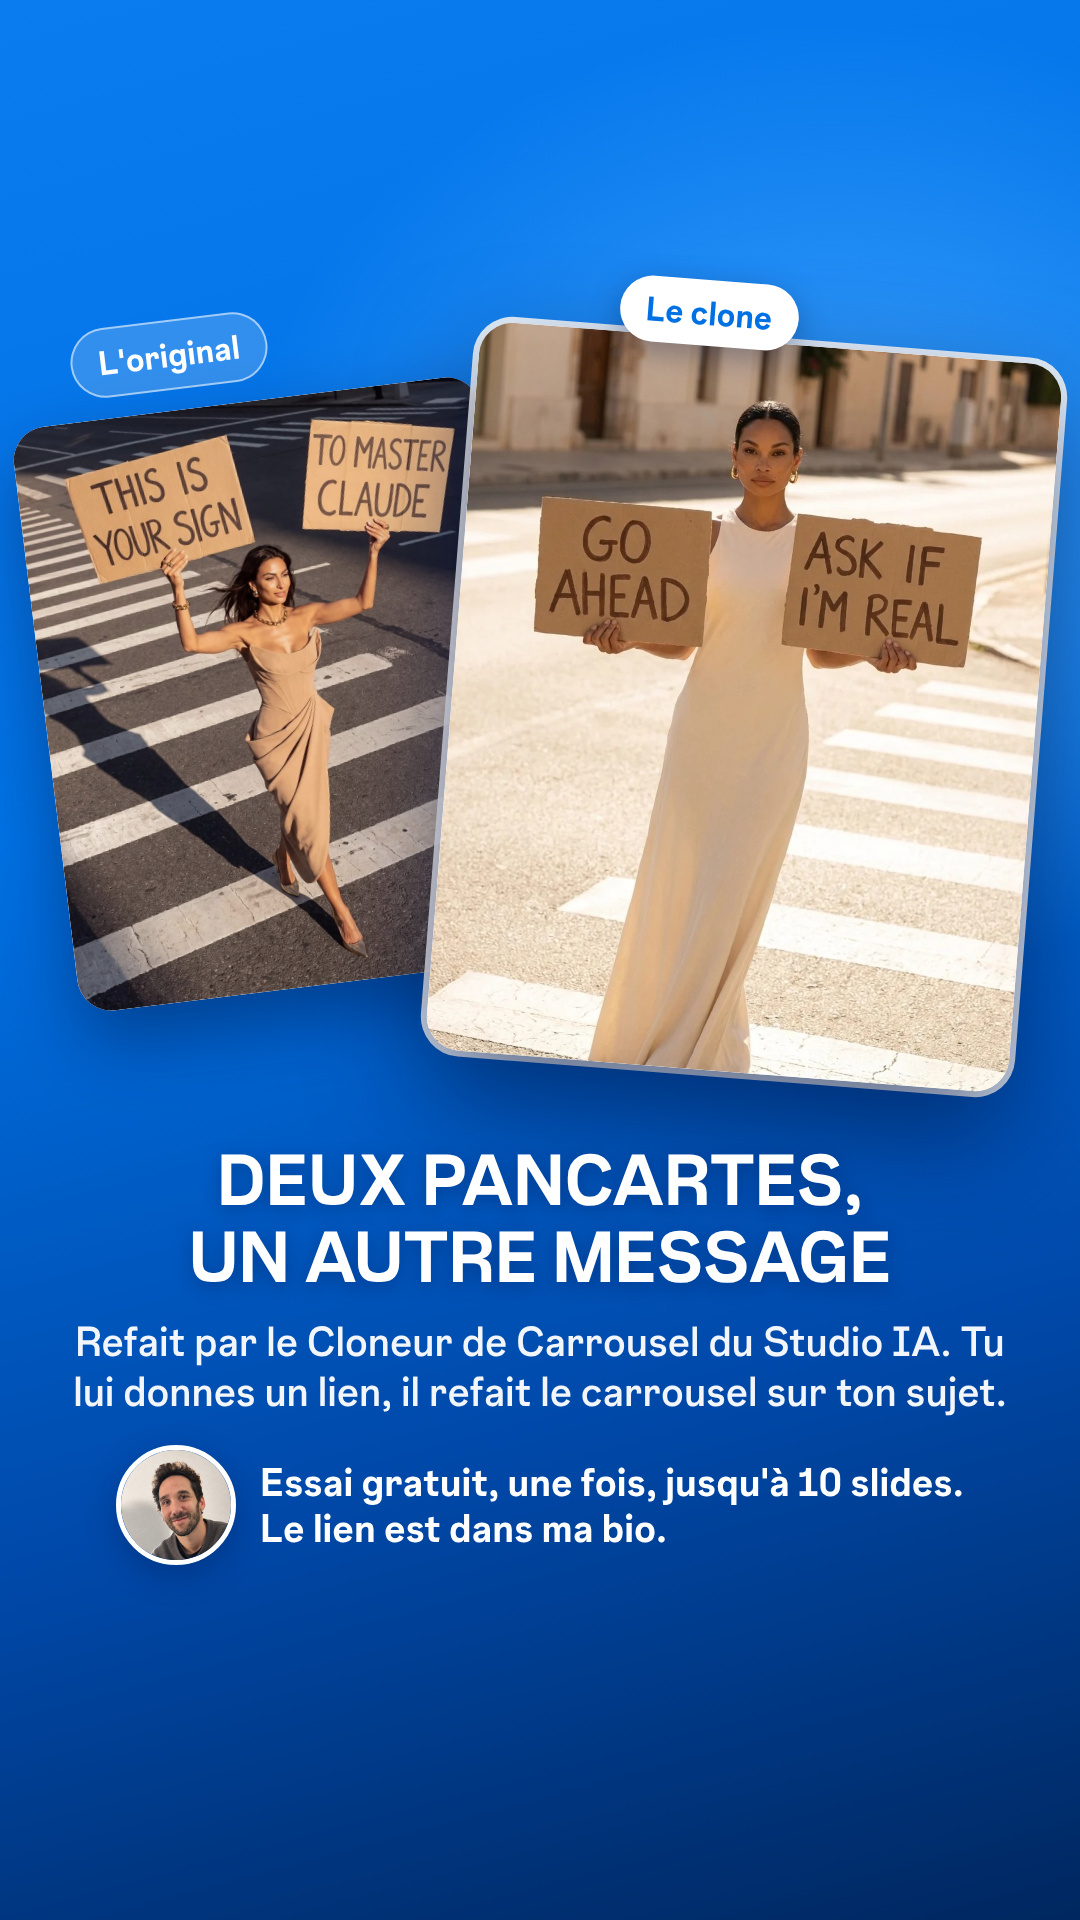 L'original
Le clone
THIS IS
YOUR SIGN
TO MASTER
CLAUDE
GO
AHEAD
ASK IF
I'M REAL
DEUX PANCARTES,
UN AUTRE MESSAGE
Refait par le Cloneur de Carrousel du Studio IA. Tu
lui donnes un lien, il refait le carrousel sur ton sujet.
Essai gratuit, une fois, jusqu'à 10 slides.
Le lien est dans ma bio.